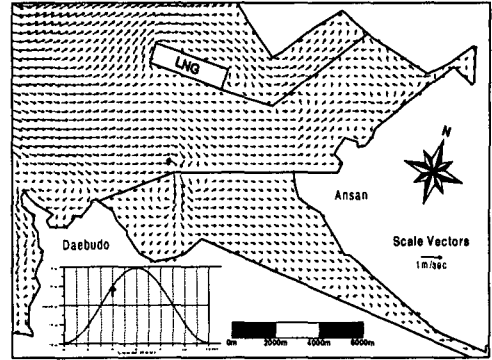 LNG
N
Ansan
Daebudo
Scale Vectors
1m/sec
0m 2000m 4000m 6000m